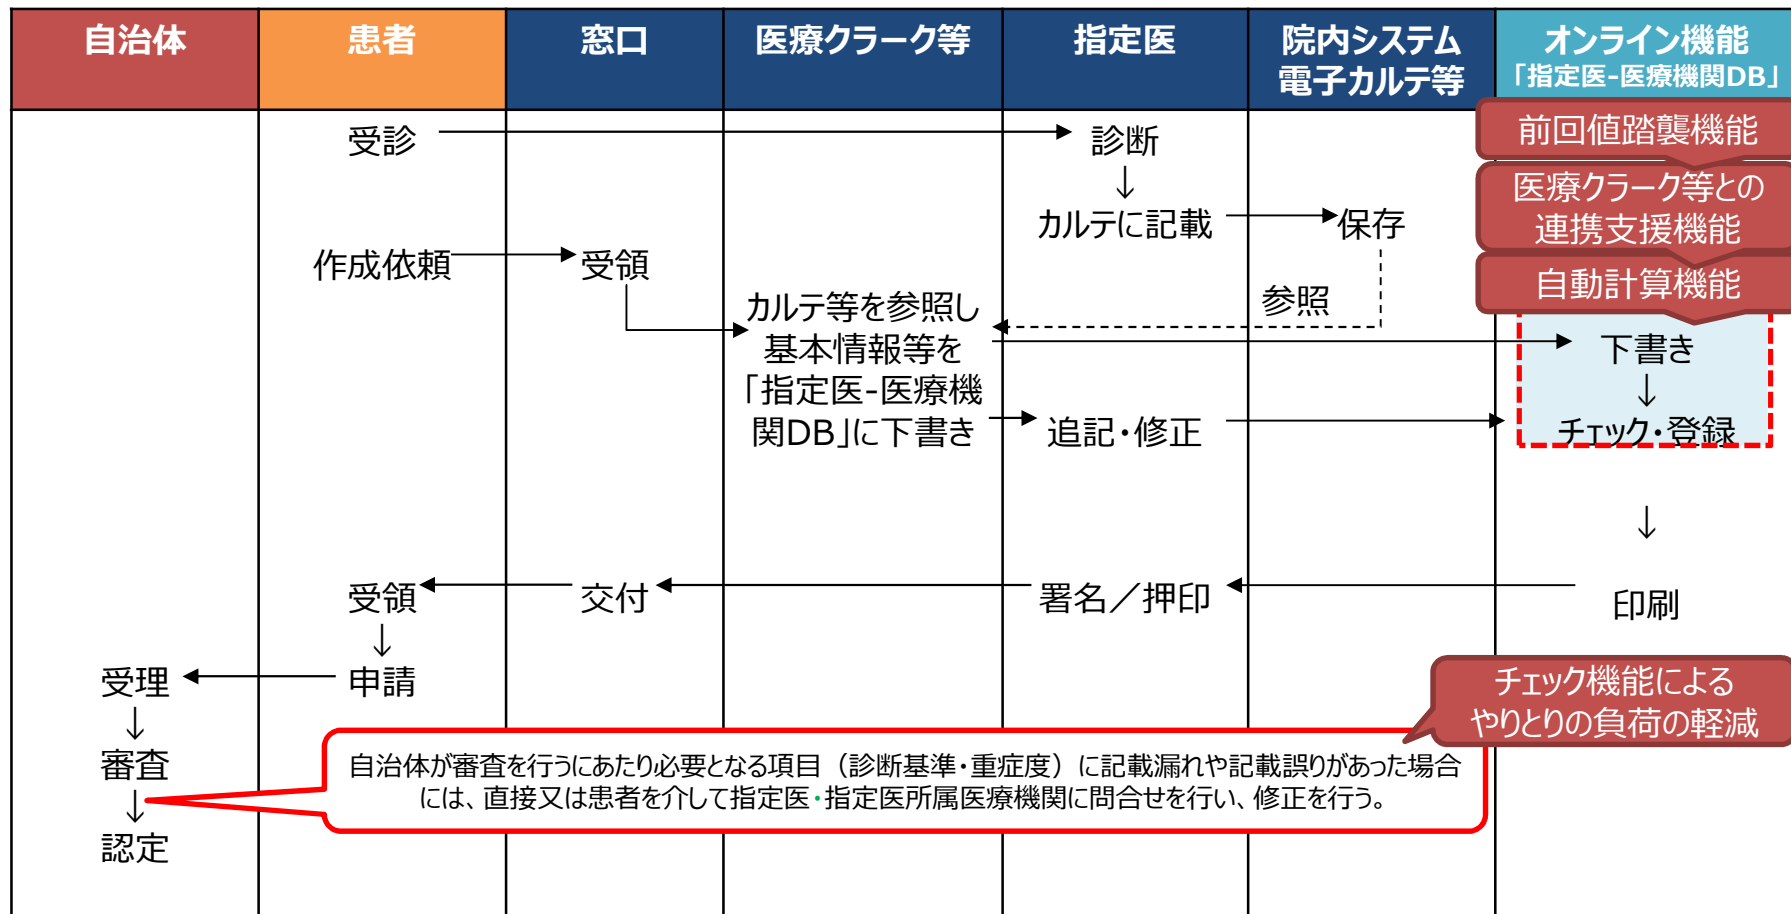 自治体
患者
窓口
医療クラーク等
指定医
院内システム
電子カルテ等
オンライン機能
「指定医-医療機関DB」
前回値踏襲機能
受診
診断
↓
医療クラーク等との
連携支援機能
カルテに記載
保存
作成依頼
受領
自動計算機能
参照
カルテ等を参照し
基本情報等を
「指定医-医療機
関DB」に下書き
下書き
↓
追記・修正
チェック・登録
↓
受領
交付
署名／押印
印刷
↓
受理
申請
チェック機能による
やりとりの負荷の軽減
↓
審査
自治体が審査を行うにあたり必要となる項目（診断基準・重症度）に記載漏れや記載誤りがあった場合
には、直接又は患者を介して指定医・指定医所属医療機関に問合せを行い、修正を行う。
↓
認定